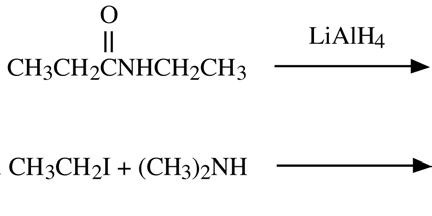 O
CH3CH2CNHCH2CH3
LiAlH4
CH3CH2I + (CH3)2NH